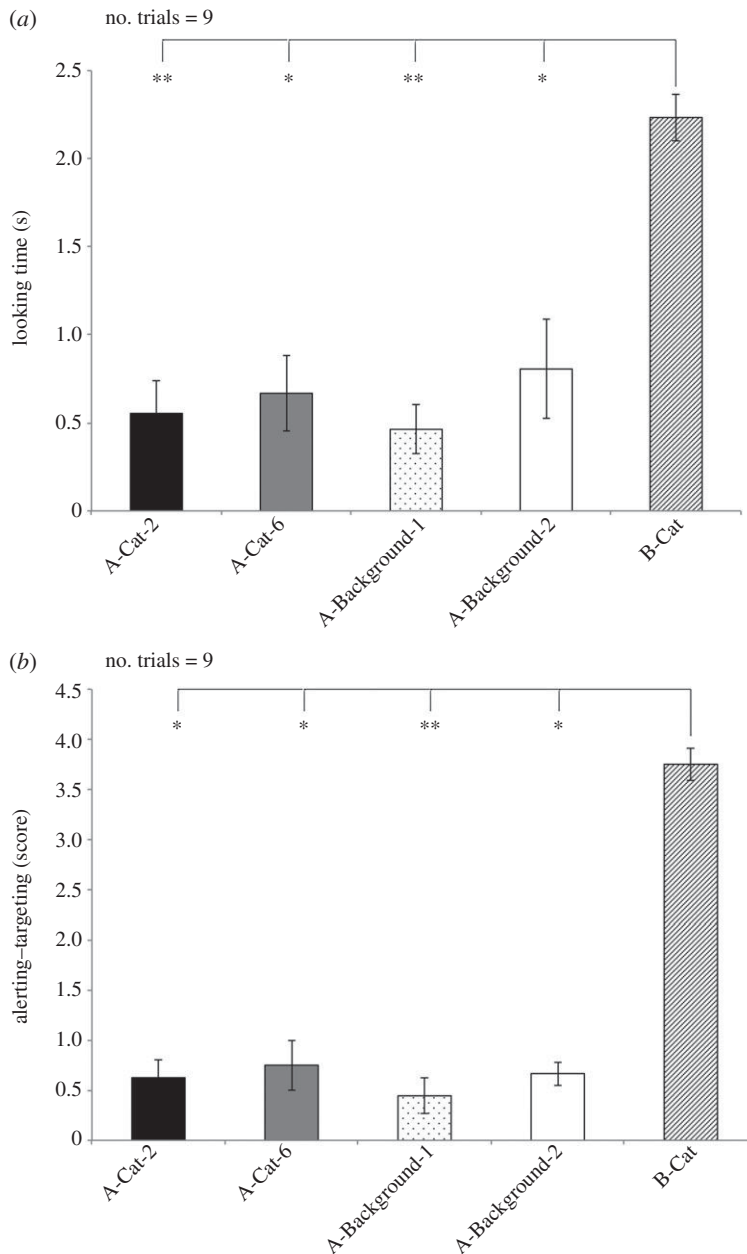 (a) no. trials = 9
** * ** *
2.5
2.0
1.5
1.0
0.5
0
looking time (s)
A-Cat-2 A-Cat-6 A-Background-1 A-Background-2 B-Cat
(b) no. trials = 9
* * ** *
4.5
4.0
3.5
3.0
2.5
2.0
1.5
1.0
0.5
0
alerting–targeting (score)
A-Cat-2 A-Cat-6 A-Background-1 A-Background-2 B-Cat